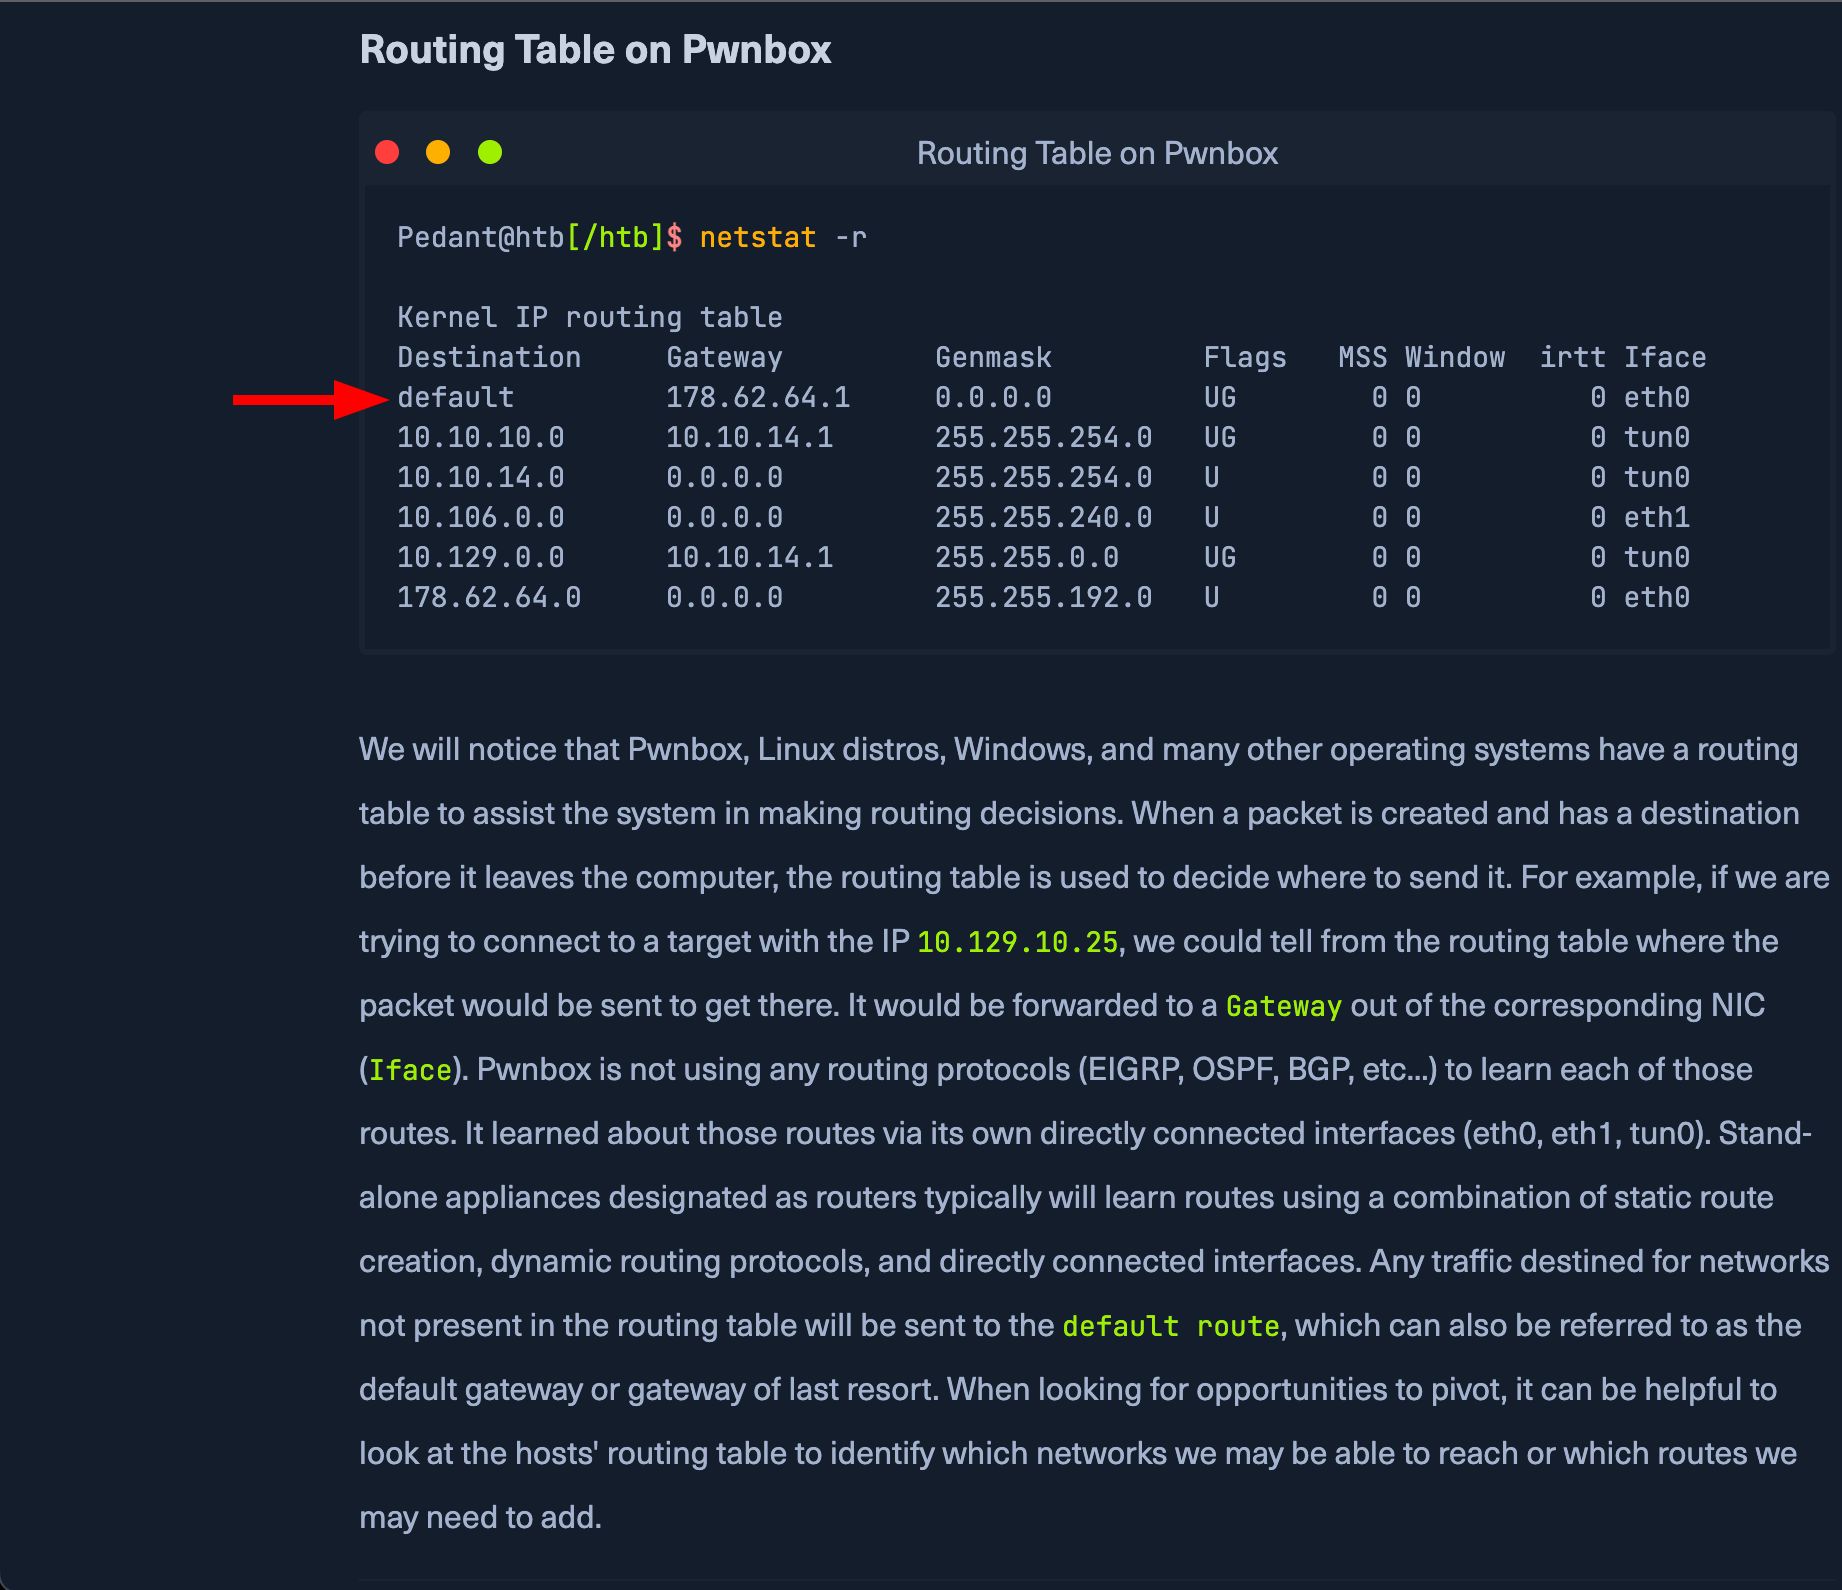 Routing Table on Pwnbox
Routing Table on Pwnbox
Pedant@htb[/htb]$ netstat -r
Kernel IP routing table
Destination     Gateway         Genmask         Flags   MSS Window  irtt Iface
default         178.62.64.1     0.0.0.0         UG        0 0          0 eth0
10.10.10.0      10.10.14.1      255.255.254.0   UG        0 0          0 tun0
10.10.14.0      0.0.0.0         255.255.254.0   U         0 0          0 tun0
10.106.0.0      0.0.0.0         255.255.240.0   U         0 0          0 eth1
10.129.0.0      10.10.14.1      255.255.0.0     UG        0 0          0 tun0
178.62.64.0     0.0.0.0         255.255.192.0   U         0 0          0 eth0
We will notice that Pwnbox, Linux distros, Windows, and many other operating systems have a routing
table to assist the system in making routing decisions. When a packet is created and has a destination
before it leaves the computer, the routing table is used to decide where to send it. For example, if we are
trying to connect to a target with the IP 10.129.10.25, we could tell from the routing table where the
packet would be sent to get there. It would be forwarded to a Gateway out of the corresponding NIC
(Iface). Pwnbox is not using any routing protocols (EIGRP, OSPF, BGP, etc...) to learn each of those
routes. It learned about those routes via its own directly connected interfaces (eth0, eth1, tun0). Stand-
alone appliances designated as routers typically will learn routes using a combination of static route
creation, dynamic routing protocols, and directly connected interfaces. Any traffic destined for networks
not present in the routing table will be sent to the default route, which can also be referred to as the
default gateway or gateway of last resort. When looking for opportunities to pivot, it can be helpful to
look at the hosts' routing table to identify which networks we may be able to reach or which routes we
may need to add.